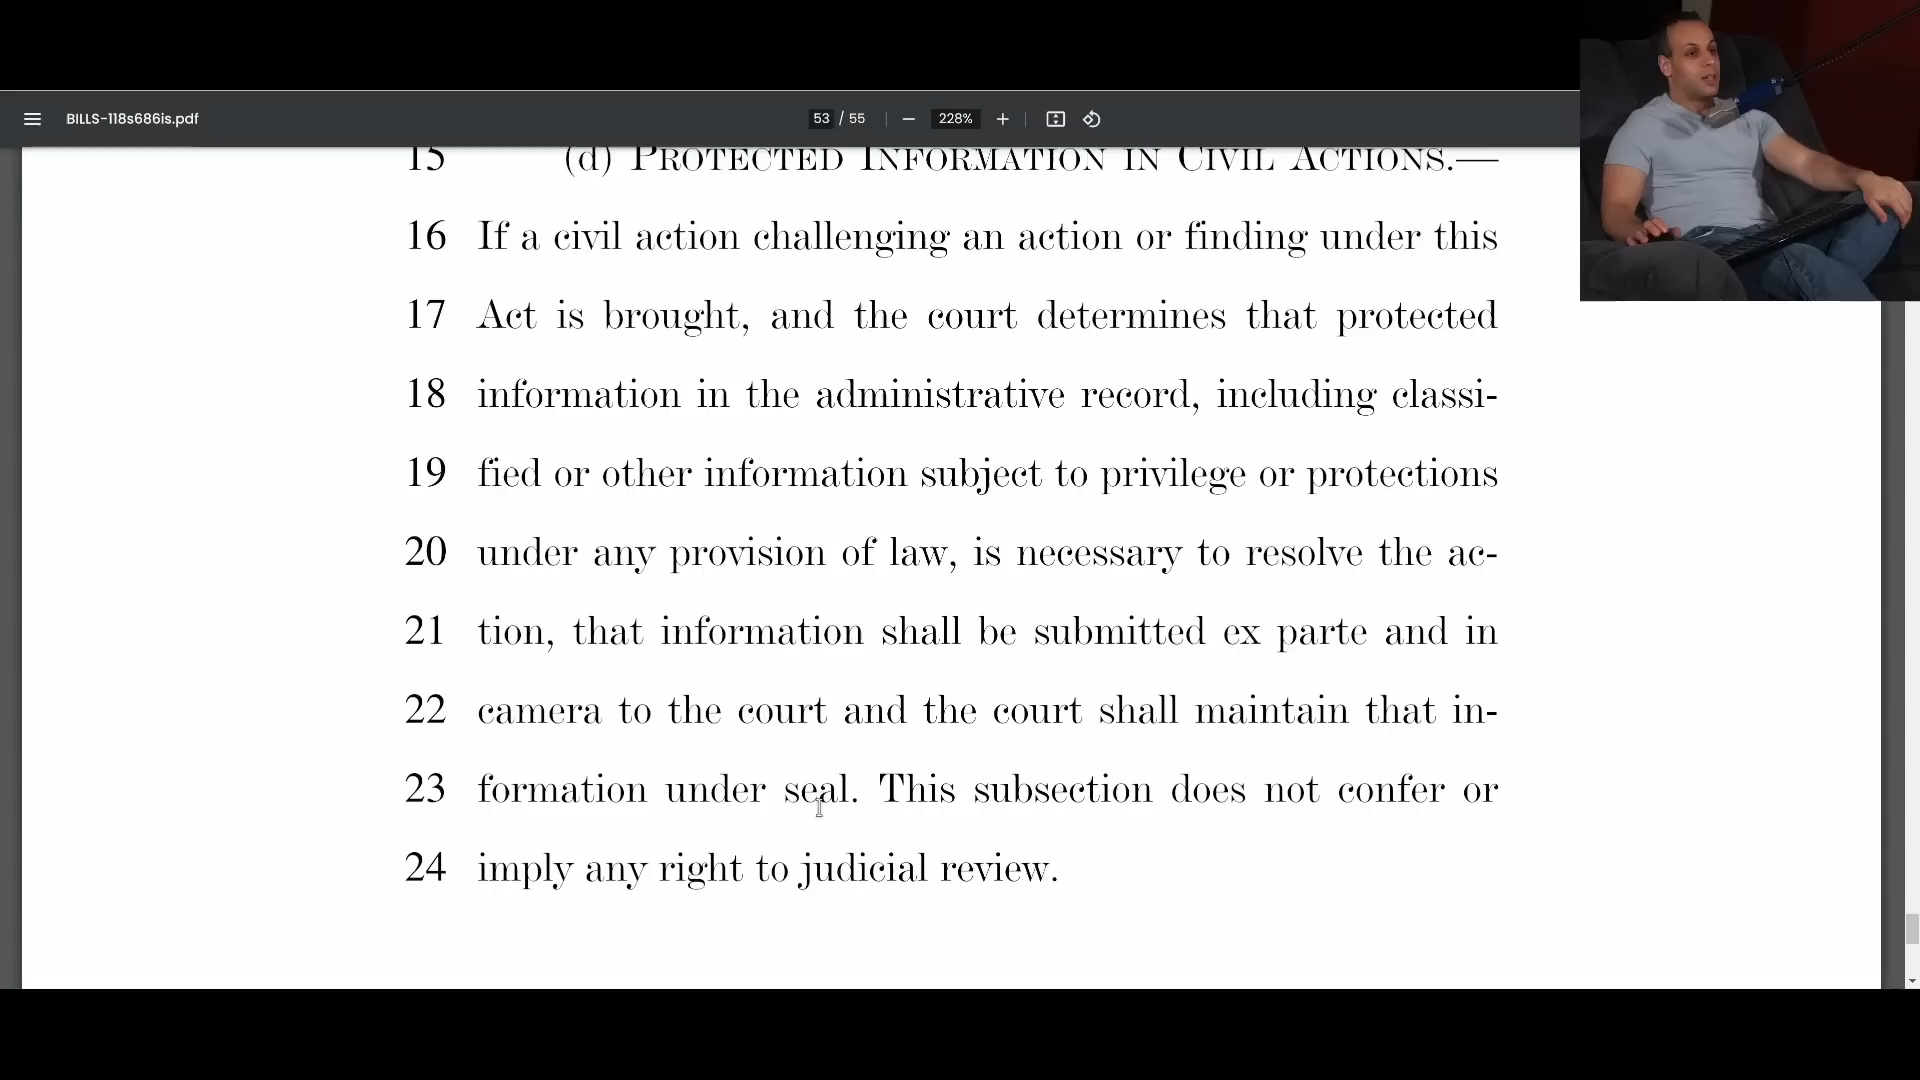 BILLS-118s686is.pdf
53 / 55
228%
15 (d) PROTECTED INFORMATION IN CIVIL ACTIONS.—
16 If a civil action challenging an action or finding under this
17 Act is brought, and the court determines that protected
18 information in the administrative record, including classi-
19 fied or other information subject to privilege or protections
20 under any provision of law, is necessary to resolve the ac-
21 tion, that information shall be submitted ex parte and in
22 camera to the court and the court shall maintain that in-
23 formation under seal. This subsection does not confer or
24 imply any right to judicial review.